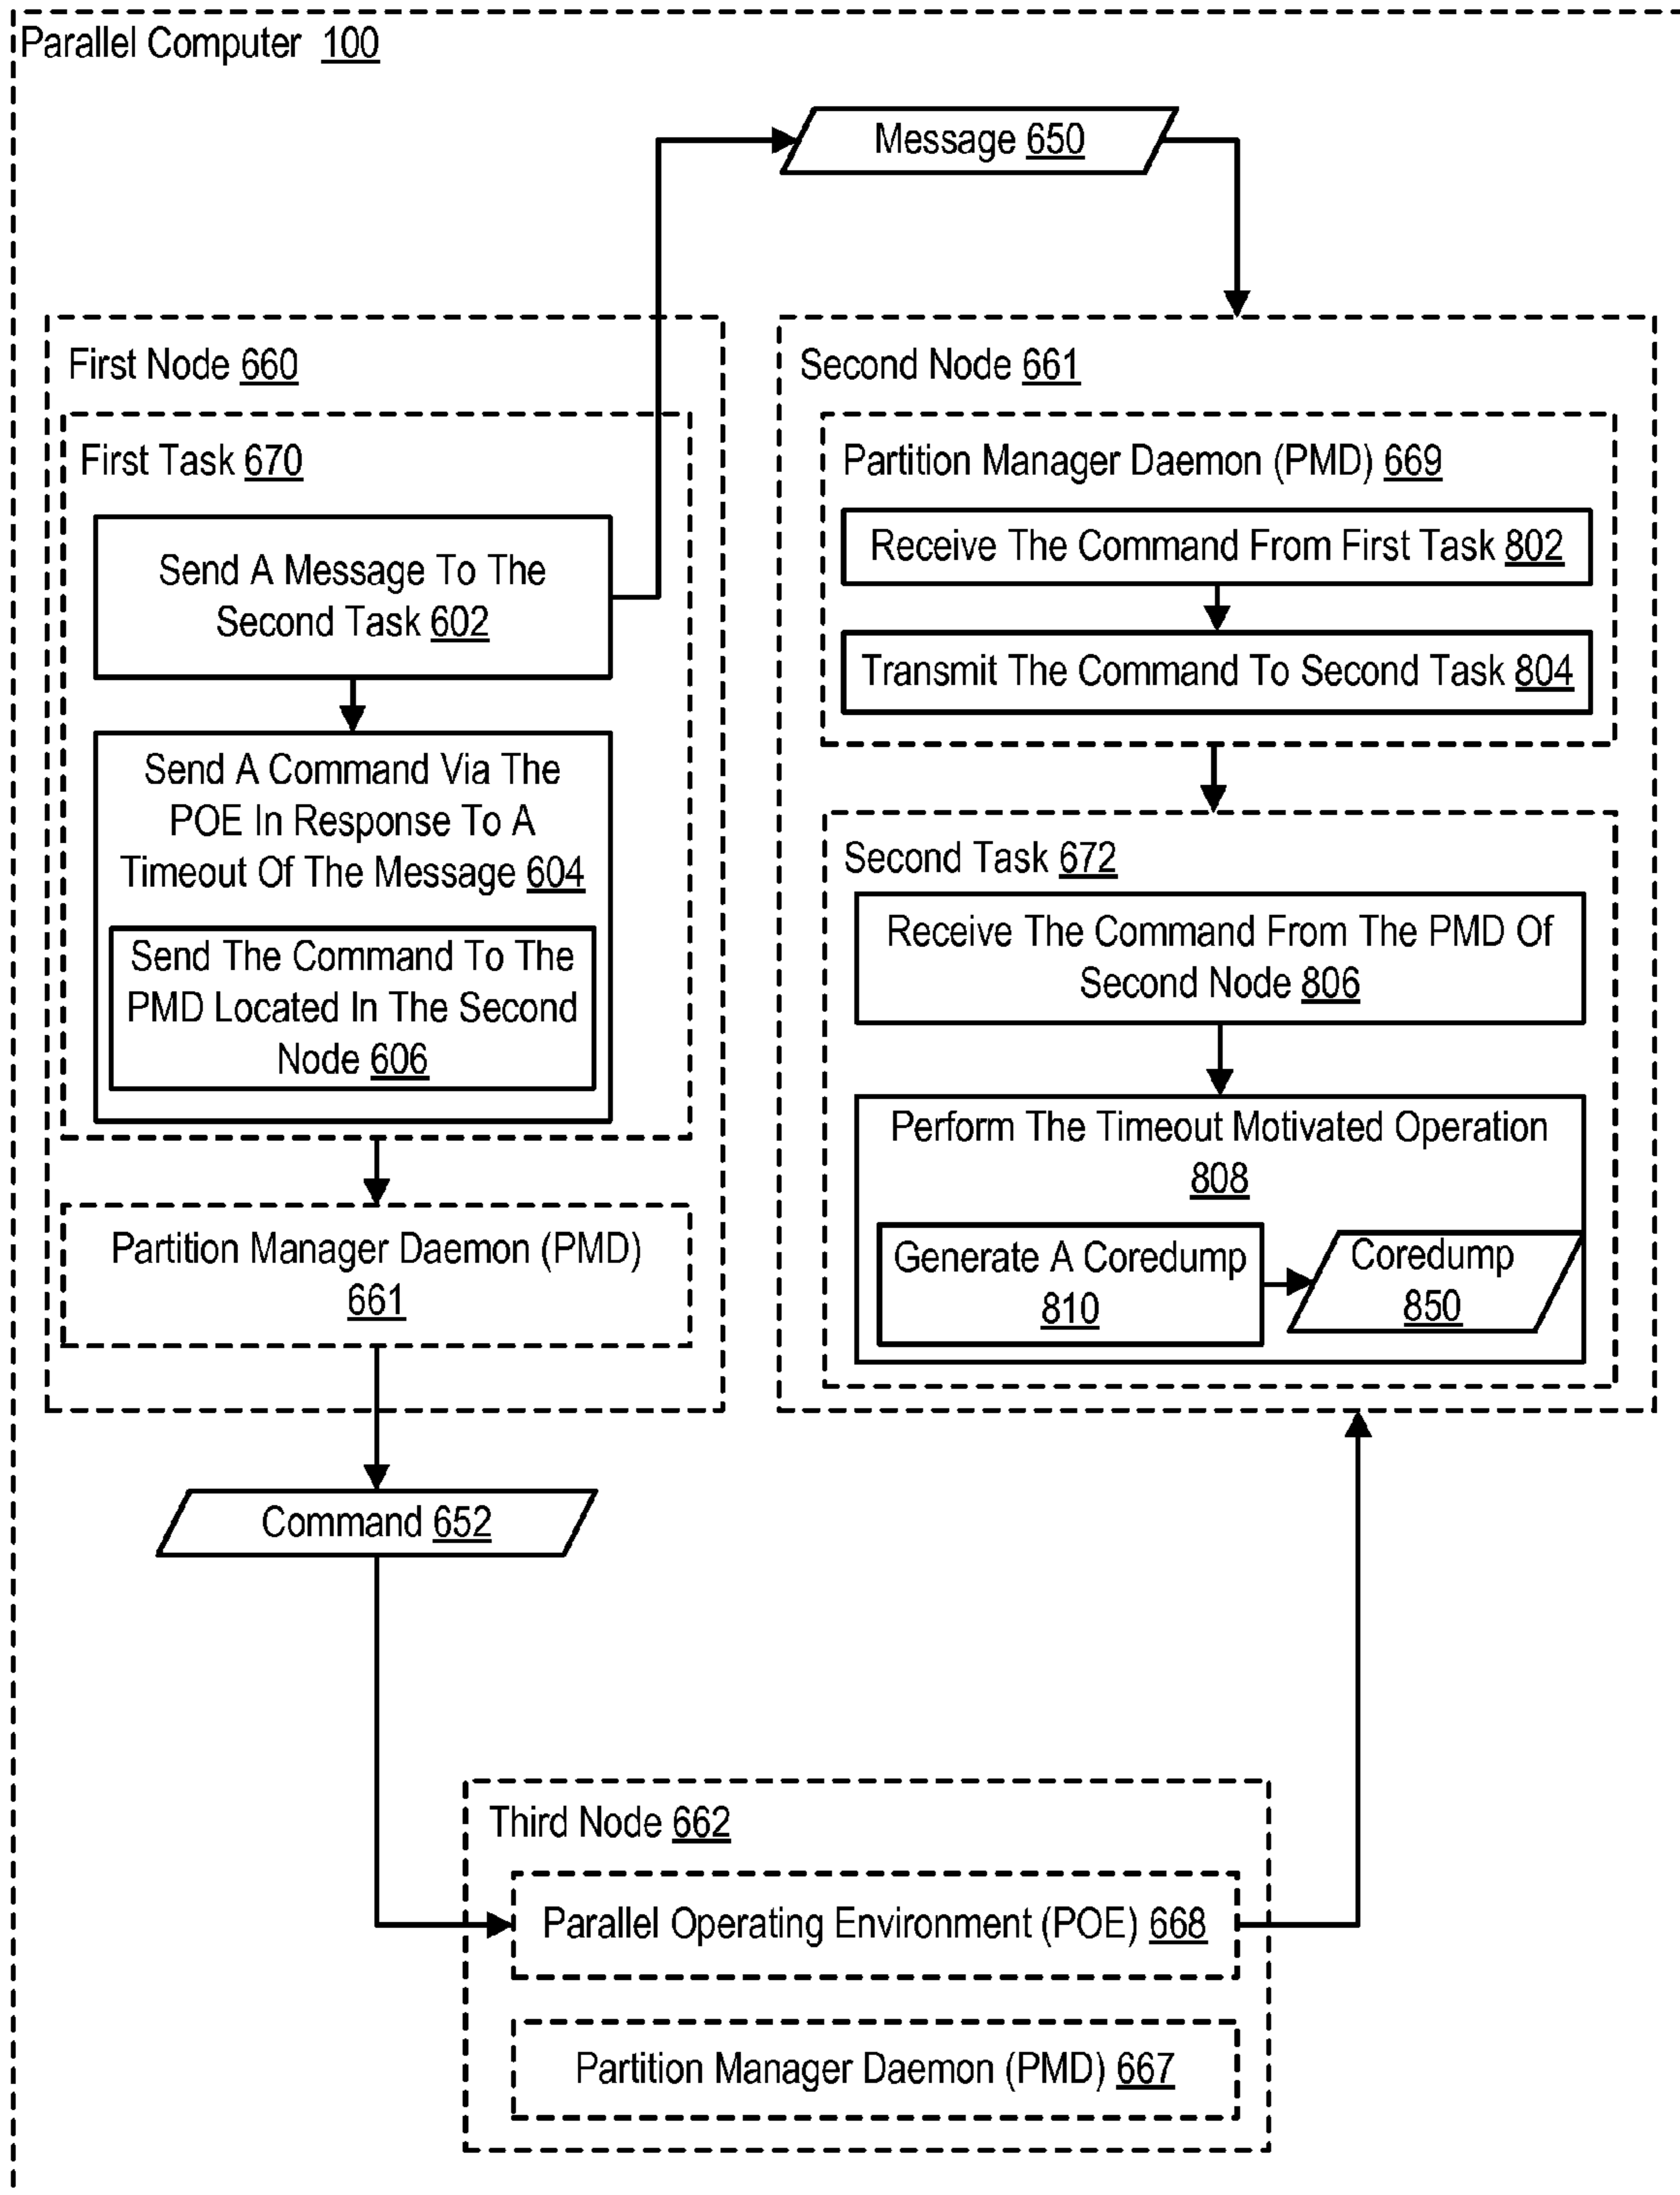 Parallel Computer 100
Message 650
First Node 660
First Task 670
Send A Message To The
Second Task 602
Send A Command Via The
POE In Response To A
Timeout Of The Message 604
Send The Command To The
PMD Located In The Second
Node 606
Partition Manager Daemon (PMD)
661
Command 652
Second Node 661
Partition Manager Daemon (PMD) 669
Receive The Command From First Task 802
Transmit The Command To Second Task 804
Second Task 672
Receive The Command From The PMD Of
Second Node 806
Perform The Timeout Motivated Operation
808
Generate A Coredump
810
Coredump
850
Third Node 662
Parallel Operating Environment (POE) 668
Partition Manager Daemon (PMD) 667